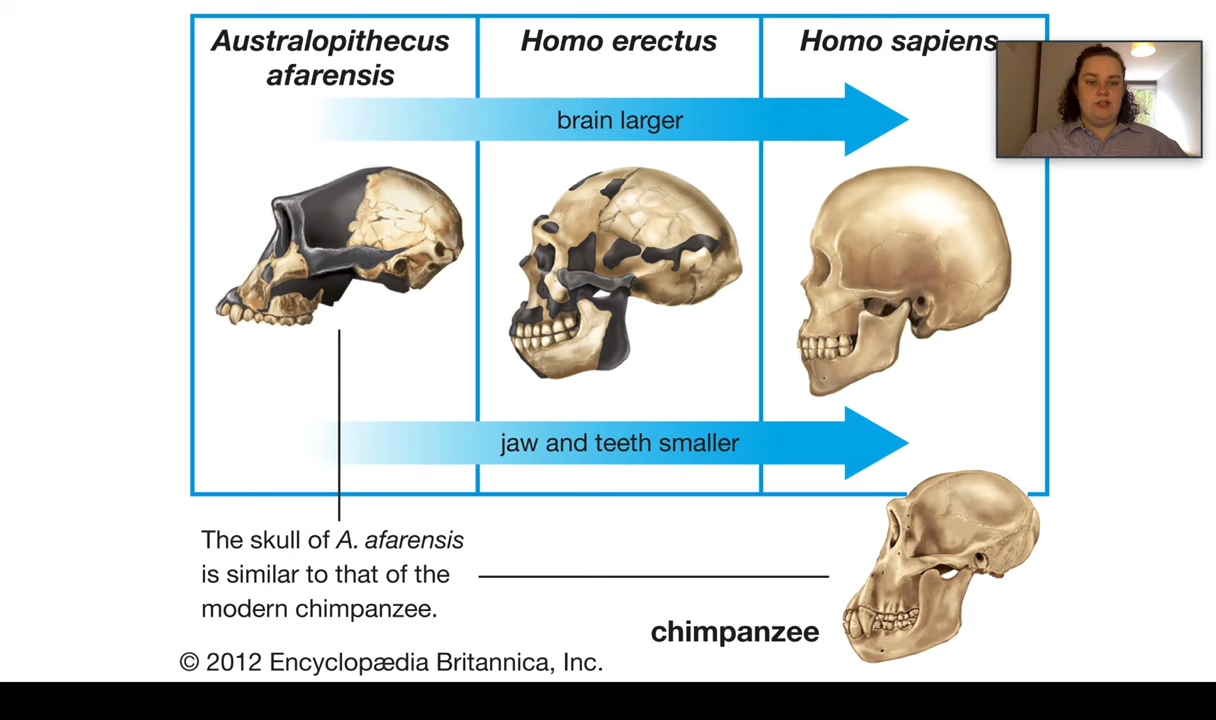 Australopithecus
afarensis
Homo erectus
Homo sapiens
brain larger
jaw and teeth smaller
The skull of A. afarensis
is similar to that of the
modern chimpanzee.
chimpanzee
© 2012 Encyclopædia Britannica, Inc.